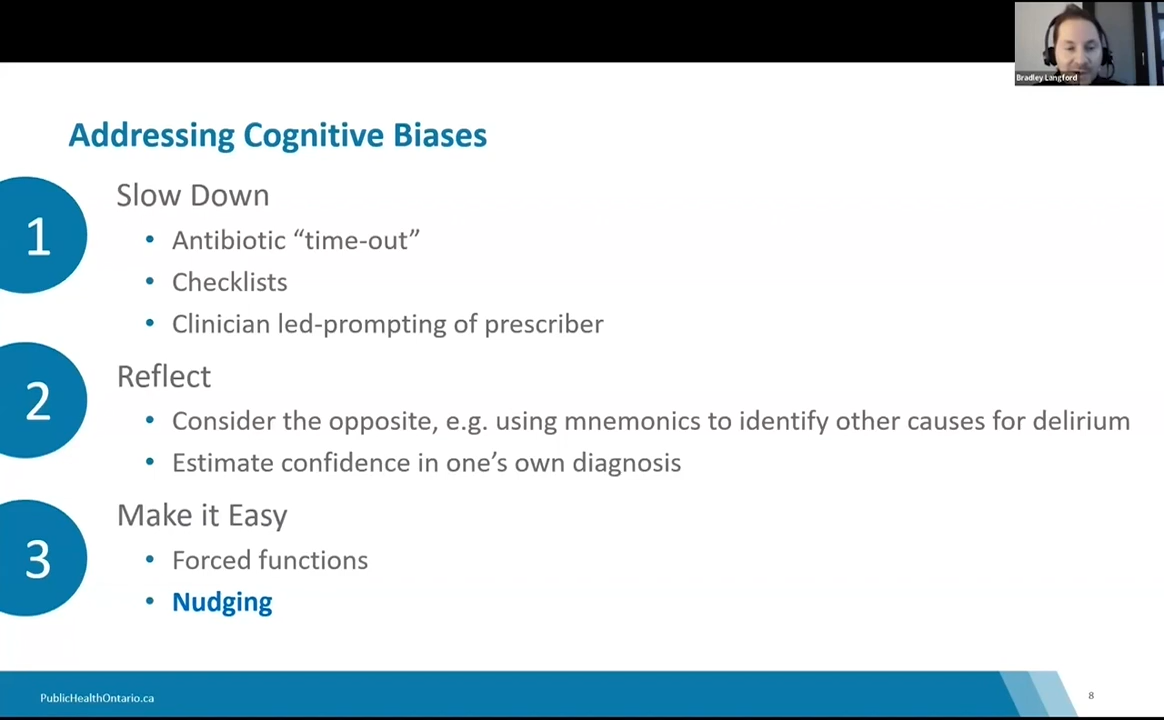 Bradley Langford
Addressing Cognitive Biases
1
Slow Down
• Antibiotic “time-out”
• Checklists
• Clinician led-prompting of prescriber
2
Reflect
• Consider the opposite, e.g. using mnemonics to identify other causes for delirium
• Estimate confidence in one’s own diagnosis
3
Make it Easy
• Forced functions
• Nudging
PublicHealthOntario.ca
8